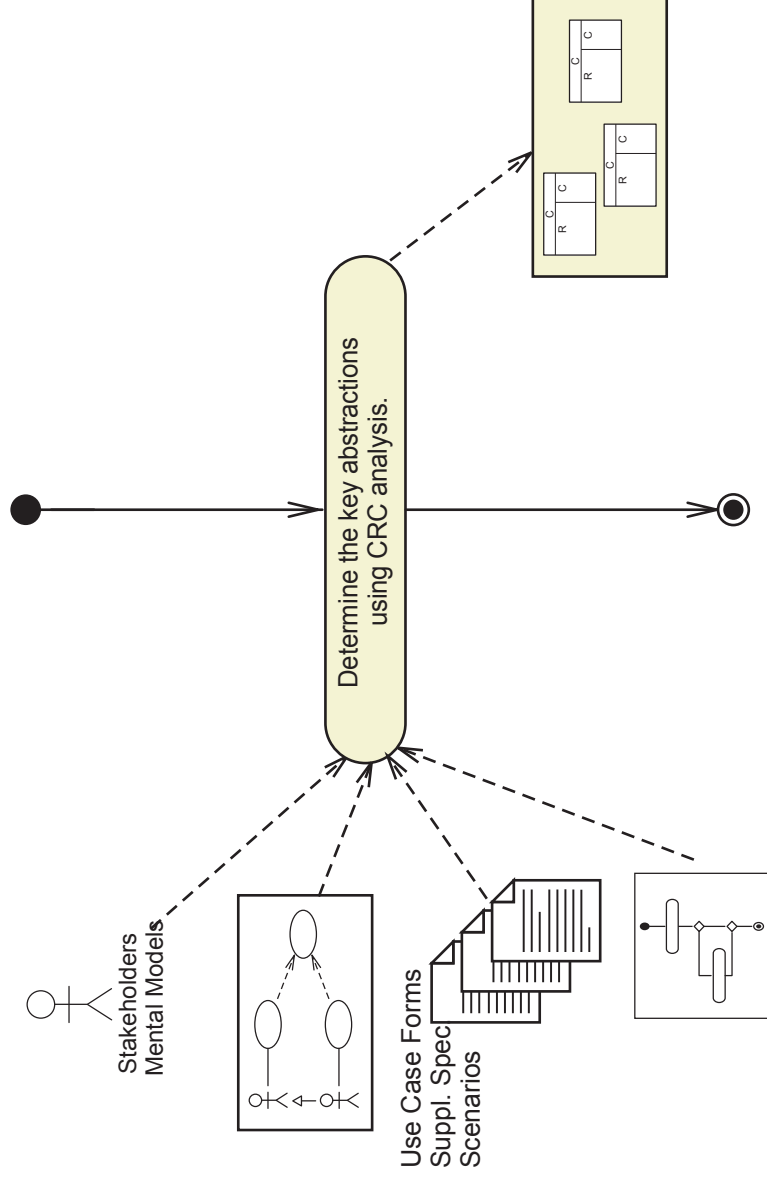 Stakeholders
Mental Models
Use Case Forms
Suppl. Spec.
Scenarios
Determine the key abstractions
using CRC analysis.
C
R
C
C
R
C
C
R
C